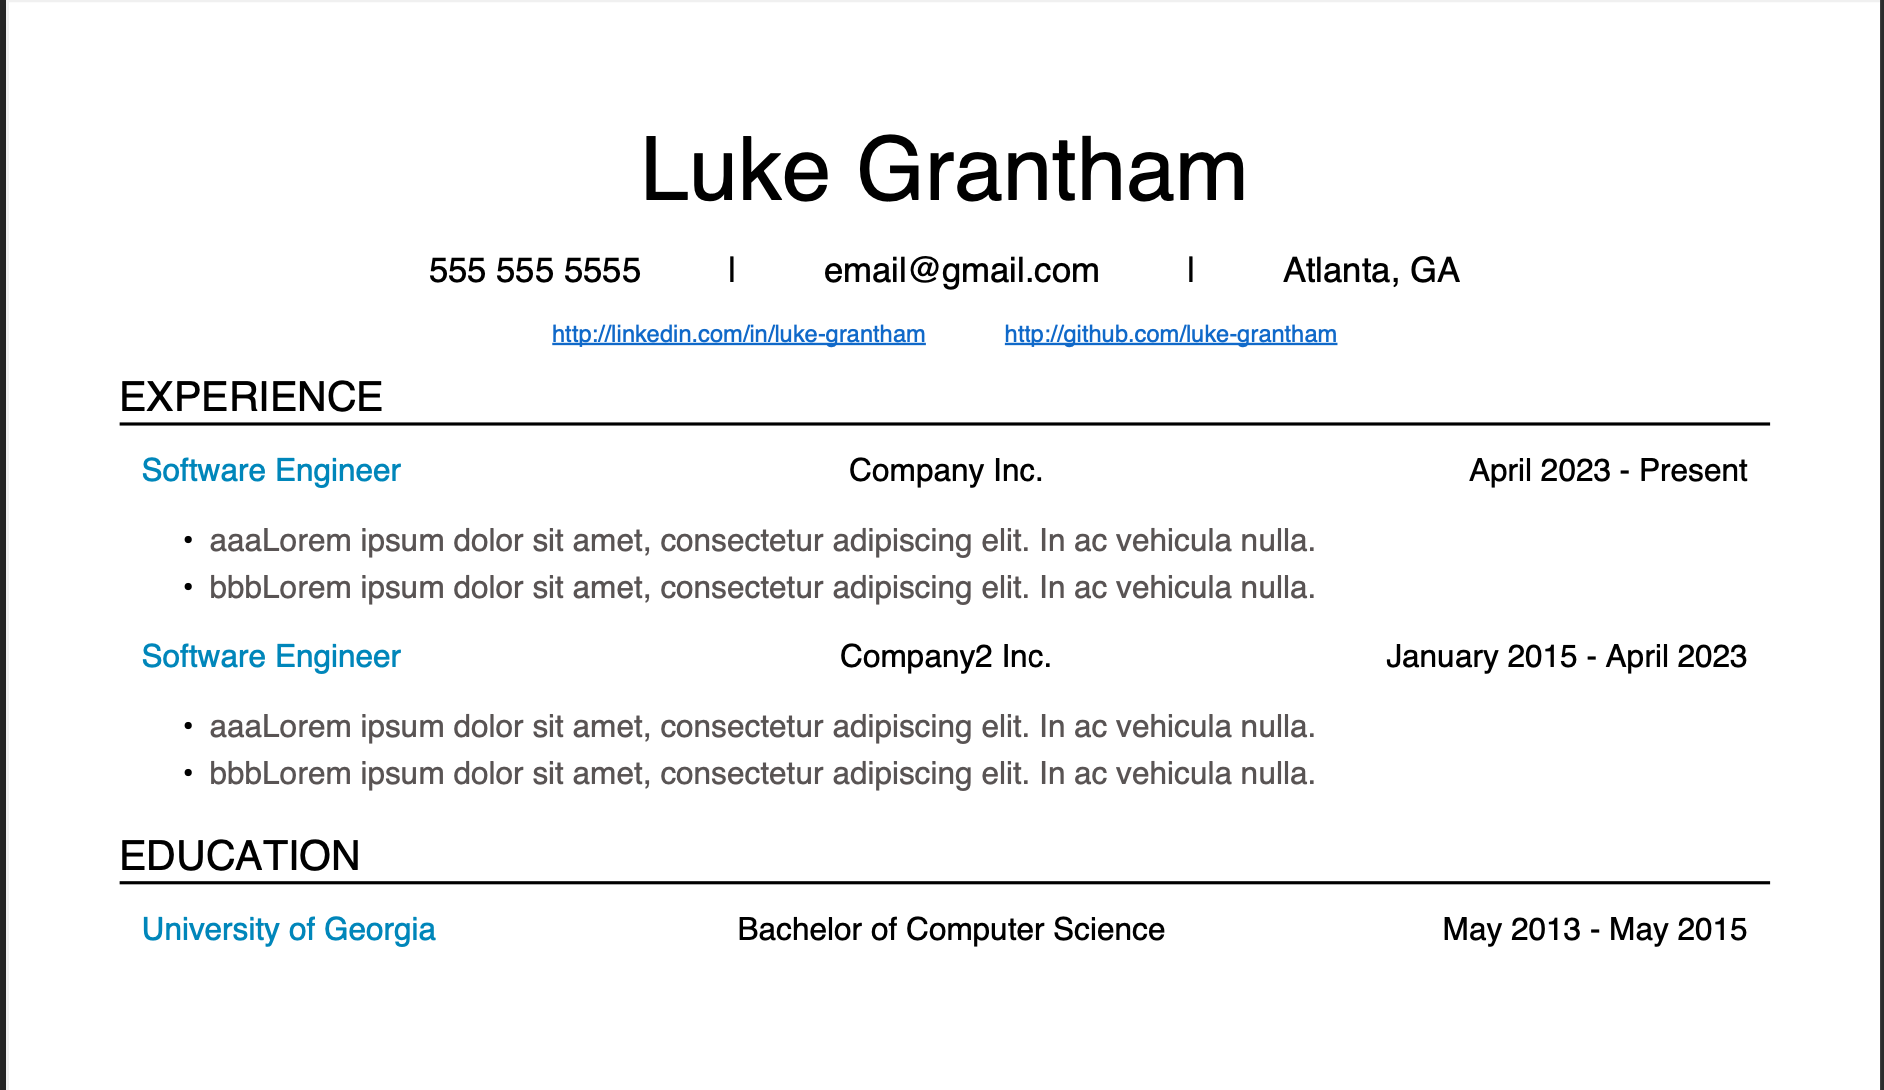 Luke Grantham
555 555 5555 | email@gmail.com | Atlanta, GA
http://linkedin.com/in/luke-grantham http://github.com/luke-grantham
EXPERIENCE
Software Engineer Company Inc. April 2023 - Present
• aaaLorem ipsum dolor sit amet, consectetur adipiscing elit. In ac vehicula nulla.
• bbbLorem ipsum dolor sit amet, consectetur adipiscing elit. In ac vehicula nulla.
Software Engineer Company2 Inc. January 2015 - April 2023
• aaaLorem ipsum dolor sit amet, consectetur adipiscing elit. In ac vehicula nulla.
• bbbLorem ipsum dolor sit amet, consectetur adipiscing elit. In ac vehicula nulla.
EDUCATION
University of Georgia Bachelor of Computer Science May 2013 - May 2015